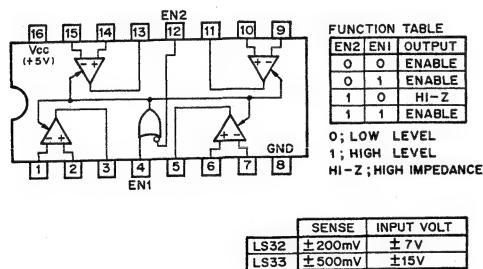 EN2
16 15 14 13 12 11 10 9
Vcc
(+5V)
- +
+ -
- +
+ -
GND
1 2 3 4 5 6 7 8
EN1
FUNCTION TABLE
EN2 EN1 OUTPUT
0 0 ENABLE
0 1 ENABLE
1 0 HI-Z
1 1 ENABLE
0; LOW LEVEL
1; HIGH LEVEL
HI-Z; HIGH IMPEDANCE
SENSE INPUT VOLT
LS32 ±200mV ±7V
LS33 ±500mV ±15V